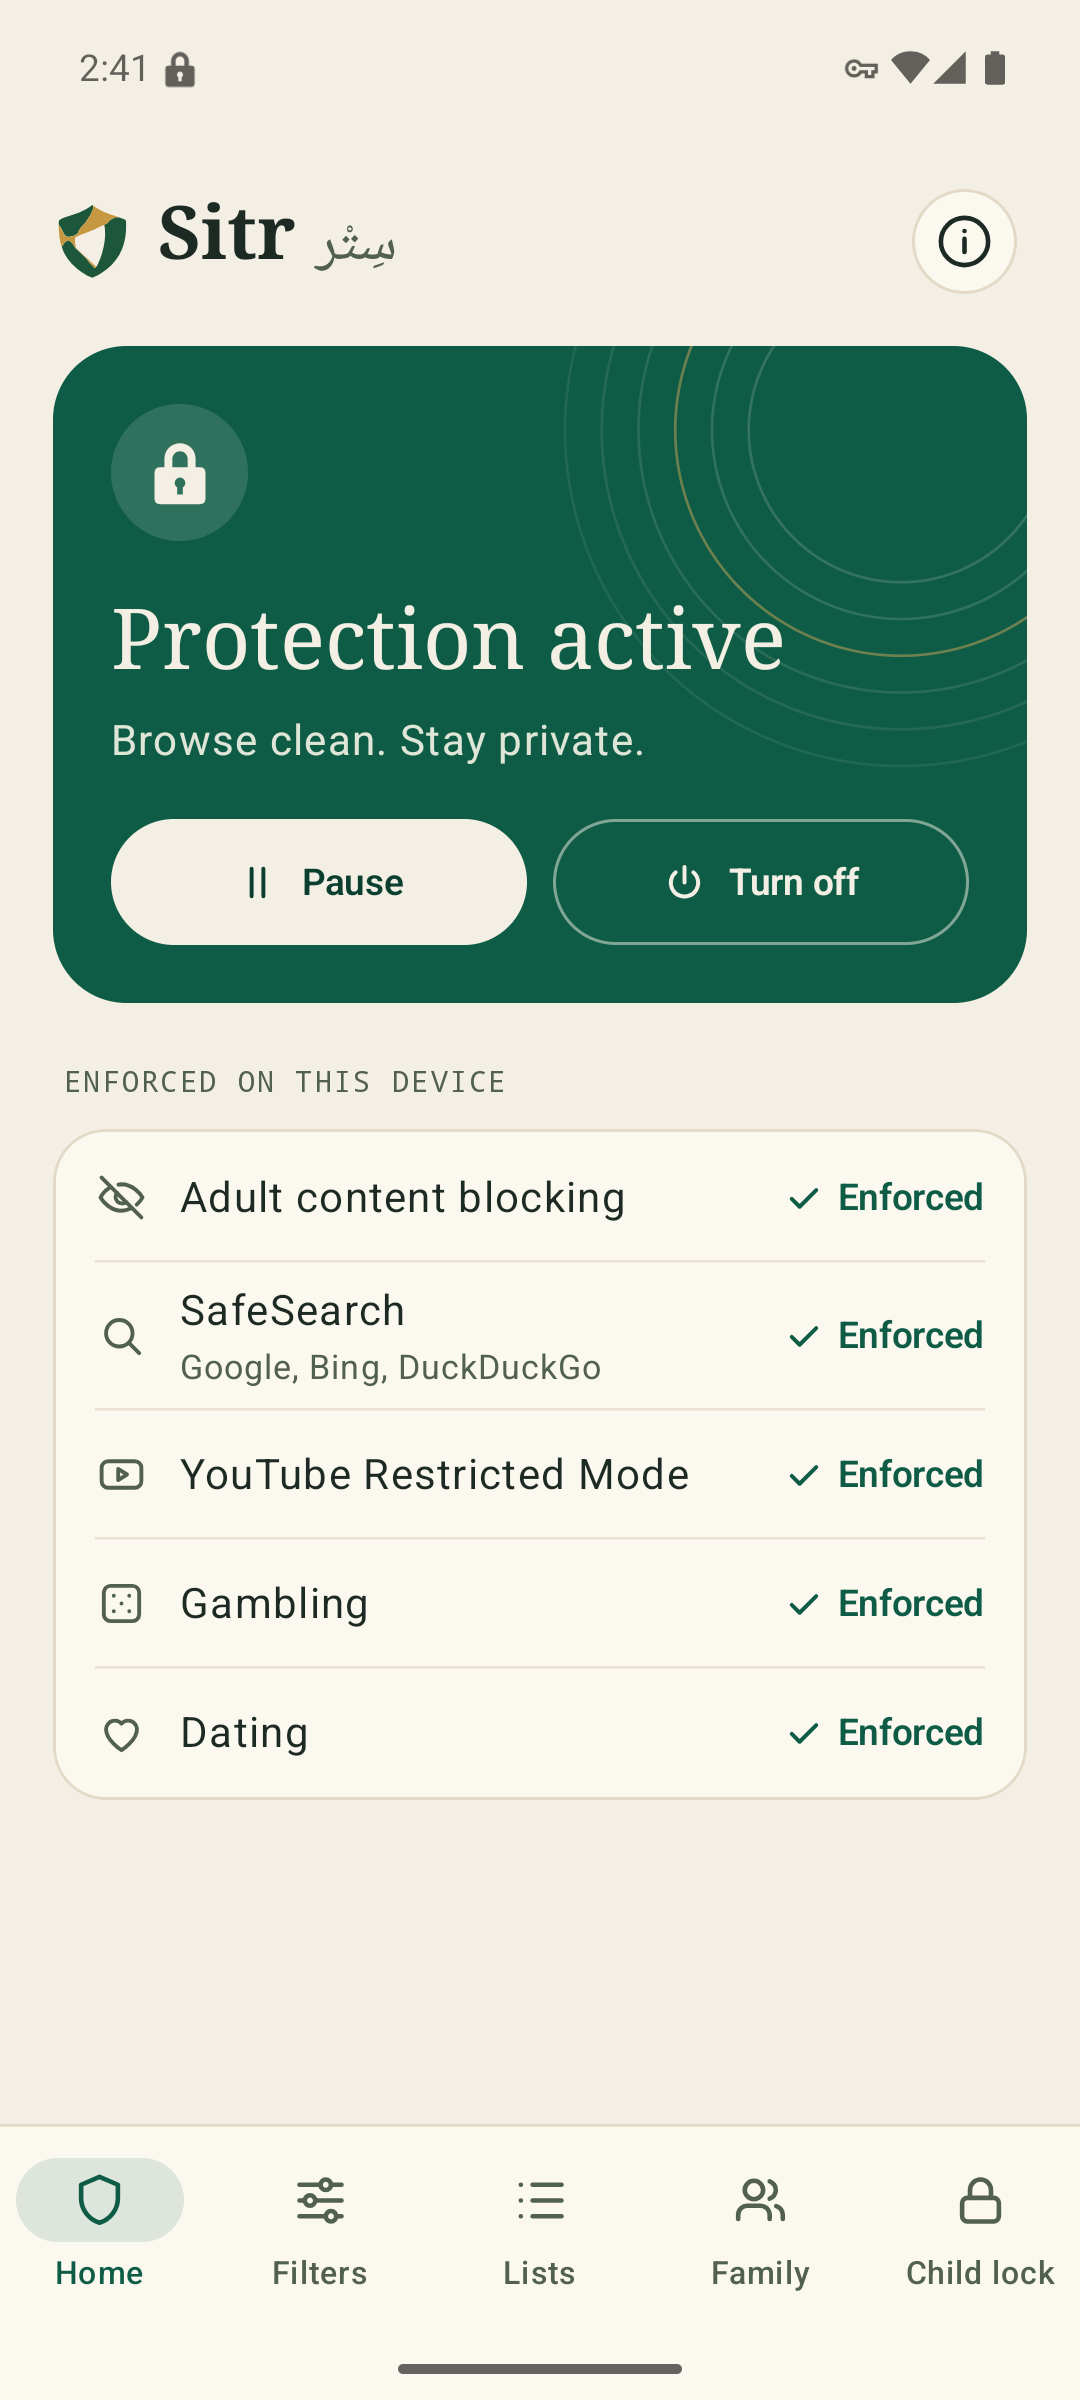 2:41
Sitr سِتْر
Protection active
Browse clean. Stay private.
Pause
Turn off
ENFORCED ON THIS DEVICE
Adult content blocking
Enforced
SafeSearch
Google, Bing, DuckDuckGo
Enforced
YouTube Restricted Mode
Enforced
Gambling
Enforced
Dating
Enforced
Home
Filters
Lists
Family
Child lock